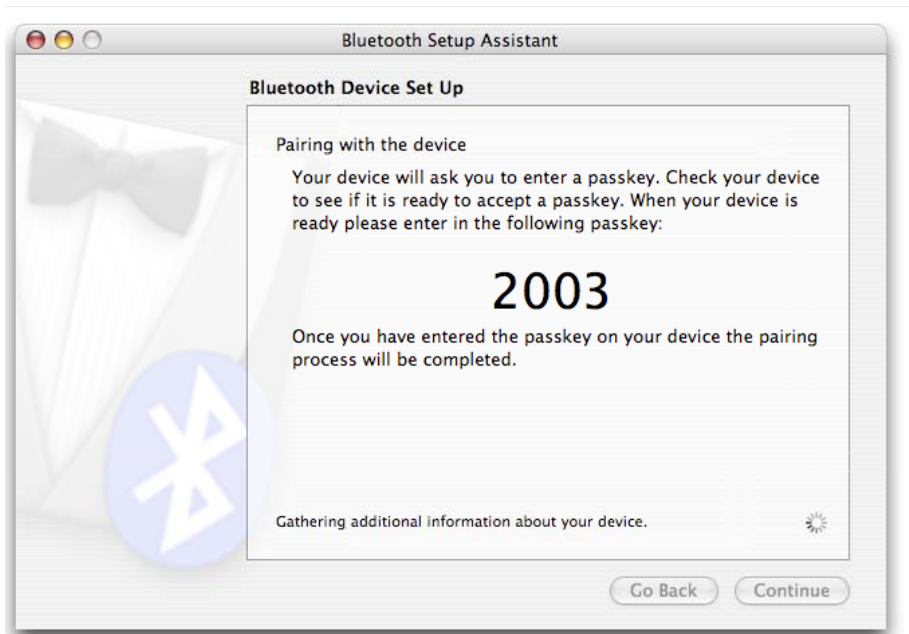 Bluetooth Setup Assistant
Bluetooth Device Set Up
Pairing with the device
Your device will ask you to enter a passkey. Check your device
to see if it is ready to accept a passkey. When your device is
ready please enter in the following passkey:
2003
Once you have entered the passkey on your device the pairing
process will be completed.
Gathering additional information about your device.
Go Back
Continue